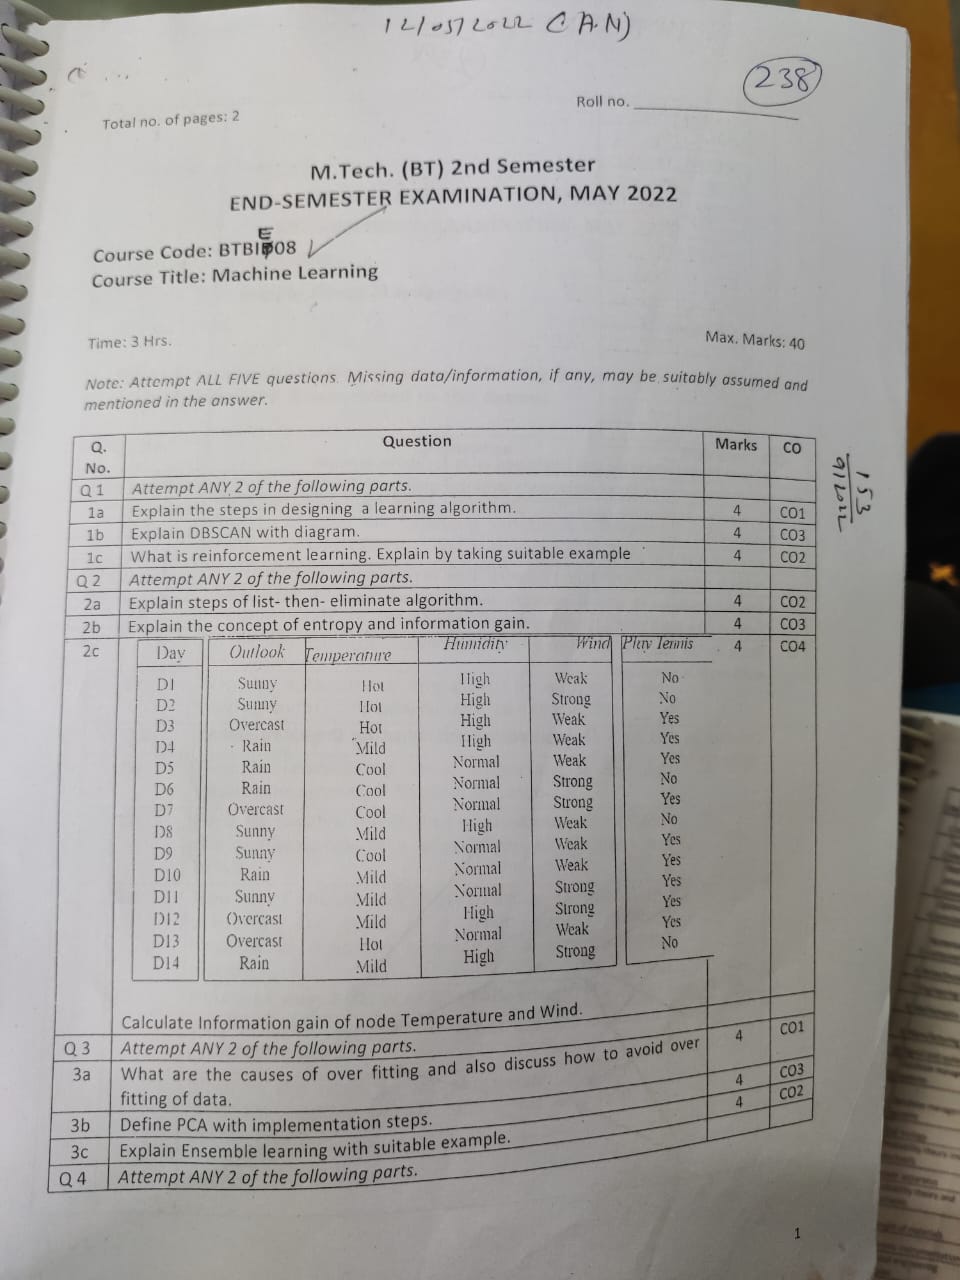 12/05/2022 (A.N)
238
Total no. of pages: 2
Roll no.
M.Tech. (BT) 2nd Semester
END-SEMESTER EXAMINATION, MAY 2022
E
Course Code: BTBI08
Course Title: Machine Learning
Time: 3 Hrs.
Max. Marks: 40
Note: Attempt ALL FIVE questions. Missing data/information, if any, may be suitably assumed and
mentioned in the answer.
Q. No. Question Marks CO
Q 1 Attempt ANY 2 of the following parts.
1a Explain the steps in designing a learning algorithm. 4 CO1
1b Explain DBSCAN with diagram. 4 CO3
1c What is reinforcement learning. Explain by taking suitable example 4 CO2
Q 2 Attempt ANY 2 of the following parts.
2a Explain steps of list- then- eliminate algorithm. 4 CO2
2b Explain the concept of entropy and information gain. 4 CO3
2c 4 CO4
Day Outlook Temperature Humidity Wind Play Tennis
D1 Sunny Hot High Weak No
D2 Sunny Hot High Strong No
D3 Overcast Hot High Weak Yes
D4 Rain Mild High Weak Yes
D5 Rain Cool Normal Weak Yes
D6 Rain Cool Normal Strong No
D7 Overcast Cool Normal Strong Yes
D8 Sunny Mild High Weak No
D9 Sunny Cool Normal Weak Yes
D10 Rain Mild Normal Weak Yes
D11 Sunny Mild Normal Strong Yes
D12 Overcast Mild High Strong Yes
D13 Overcast Hot Normal Weak Yes
D14 Rain Mild High Strong No
Calculate Information gain of node Temperature and Wind.
Q 3 Attempt ANY 2 of the following parts.
3a What are the causes of over fitting and also discuss how to avoid over 4 CO1
fitting of data.
3b Define PCA with implementation steps. 4 CO3
3c Explain Ensemble learning with suitable example. 4 CO2
Q 4 Attempt ANY 2 of the following parts.
1
153
9/2022